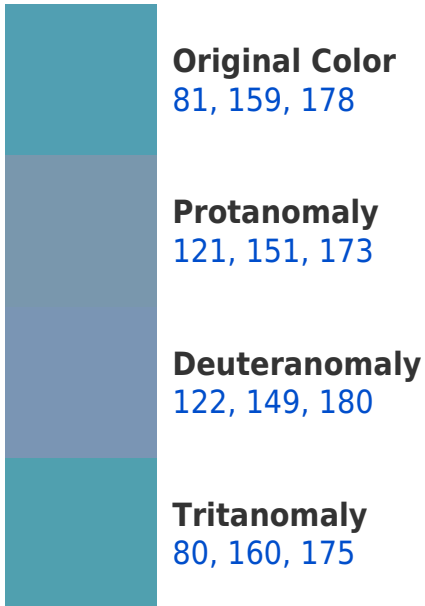 Original Color
81, 159, 178
Protanomaly
121, 151, 173
Deuteranomaly
122, 149, 180
Tritanomaly
80, 160, 175